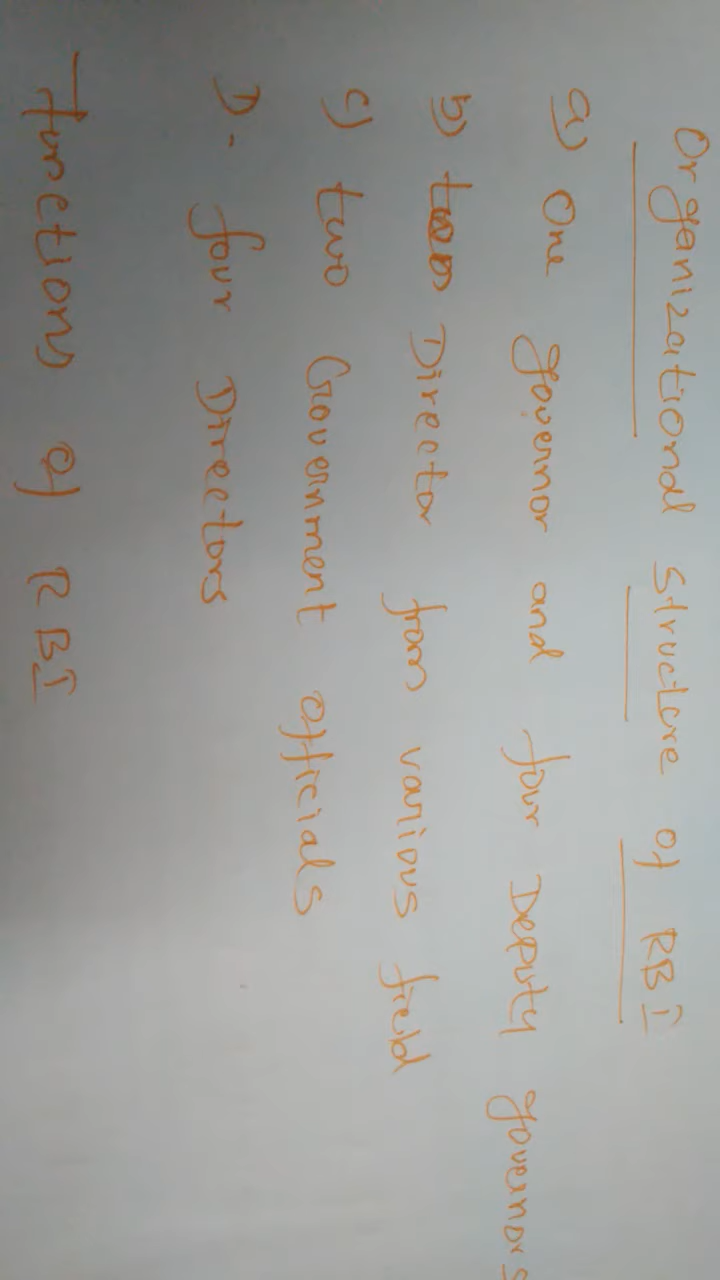 Organizational structure of RBI
a) One governor and four Deputy governors
b) ten Director from various field
c) two Government officials
D. four Directors
Functions of RBI